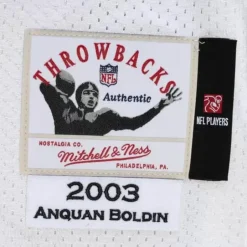 THROWBACKS
NFL
Authentic
NOSTALGIA CO.
Mitchell & Ness
PHILADELPHIA, PA.
NFL PLAYERS
2003
ANQUAN BOLDIN